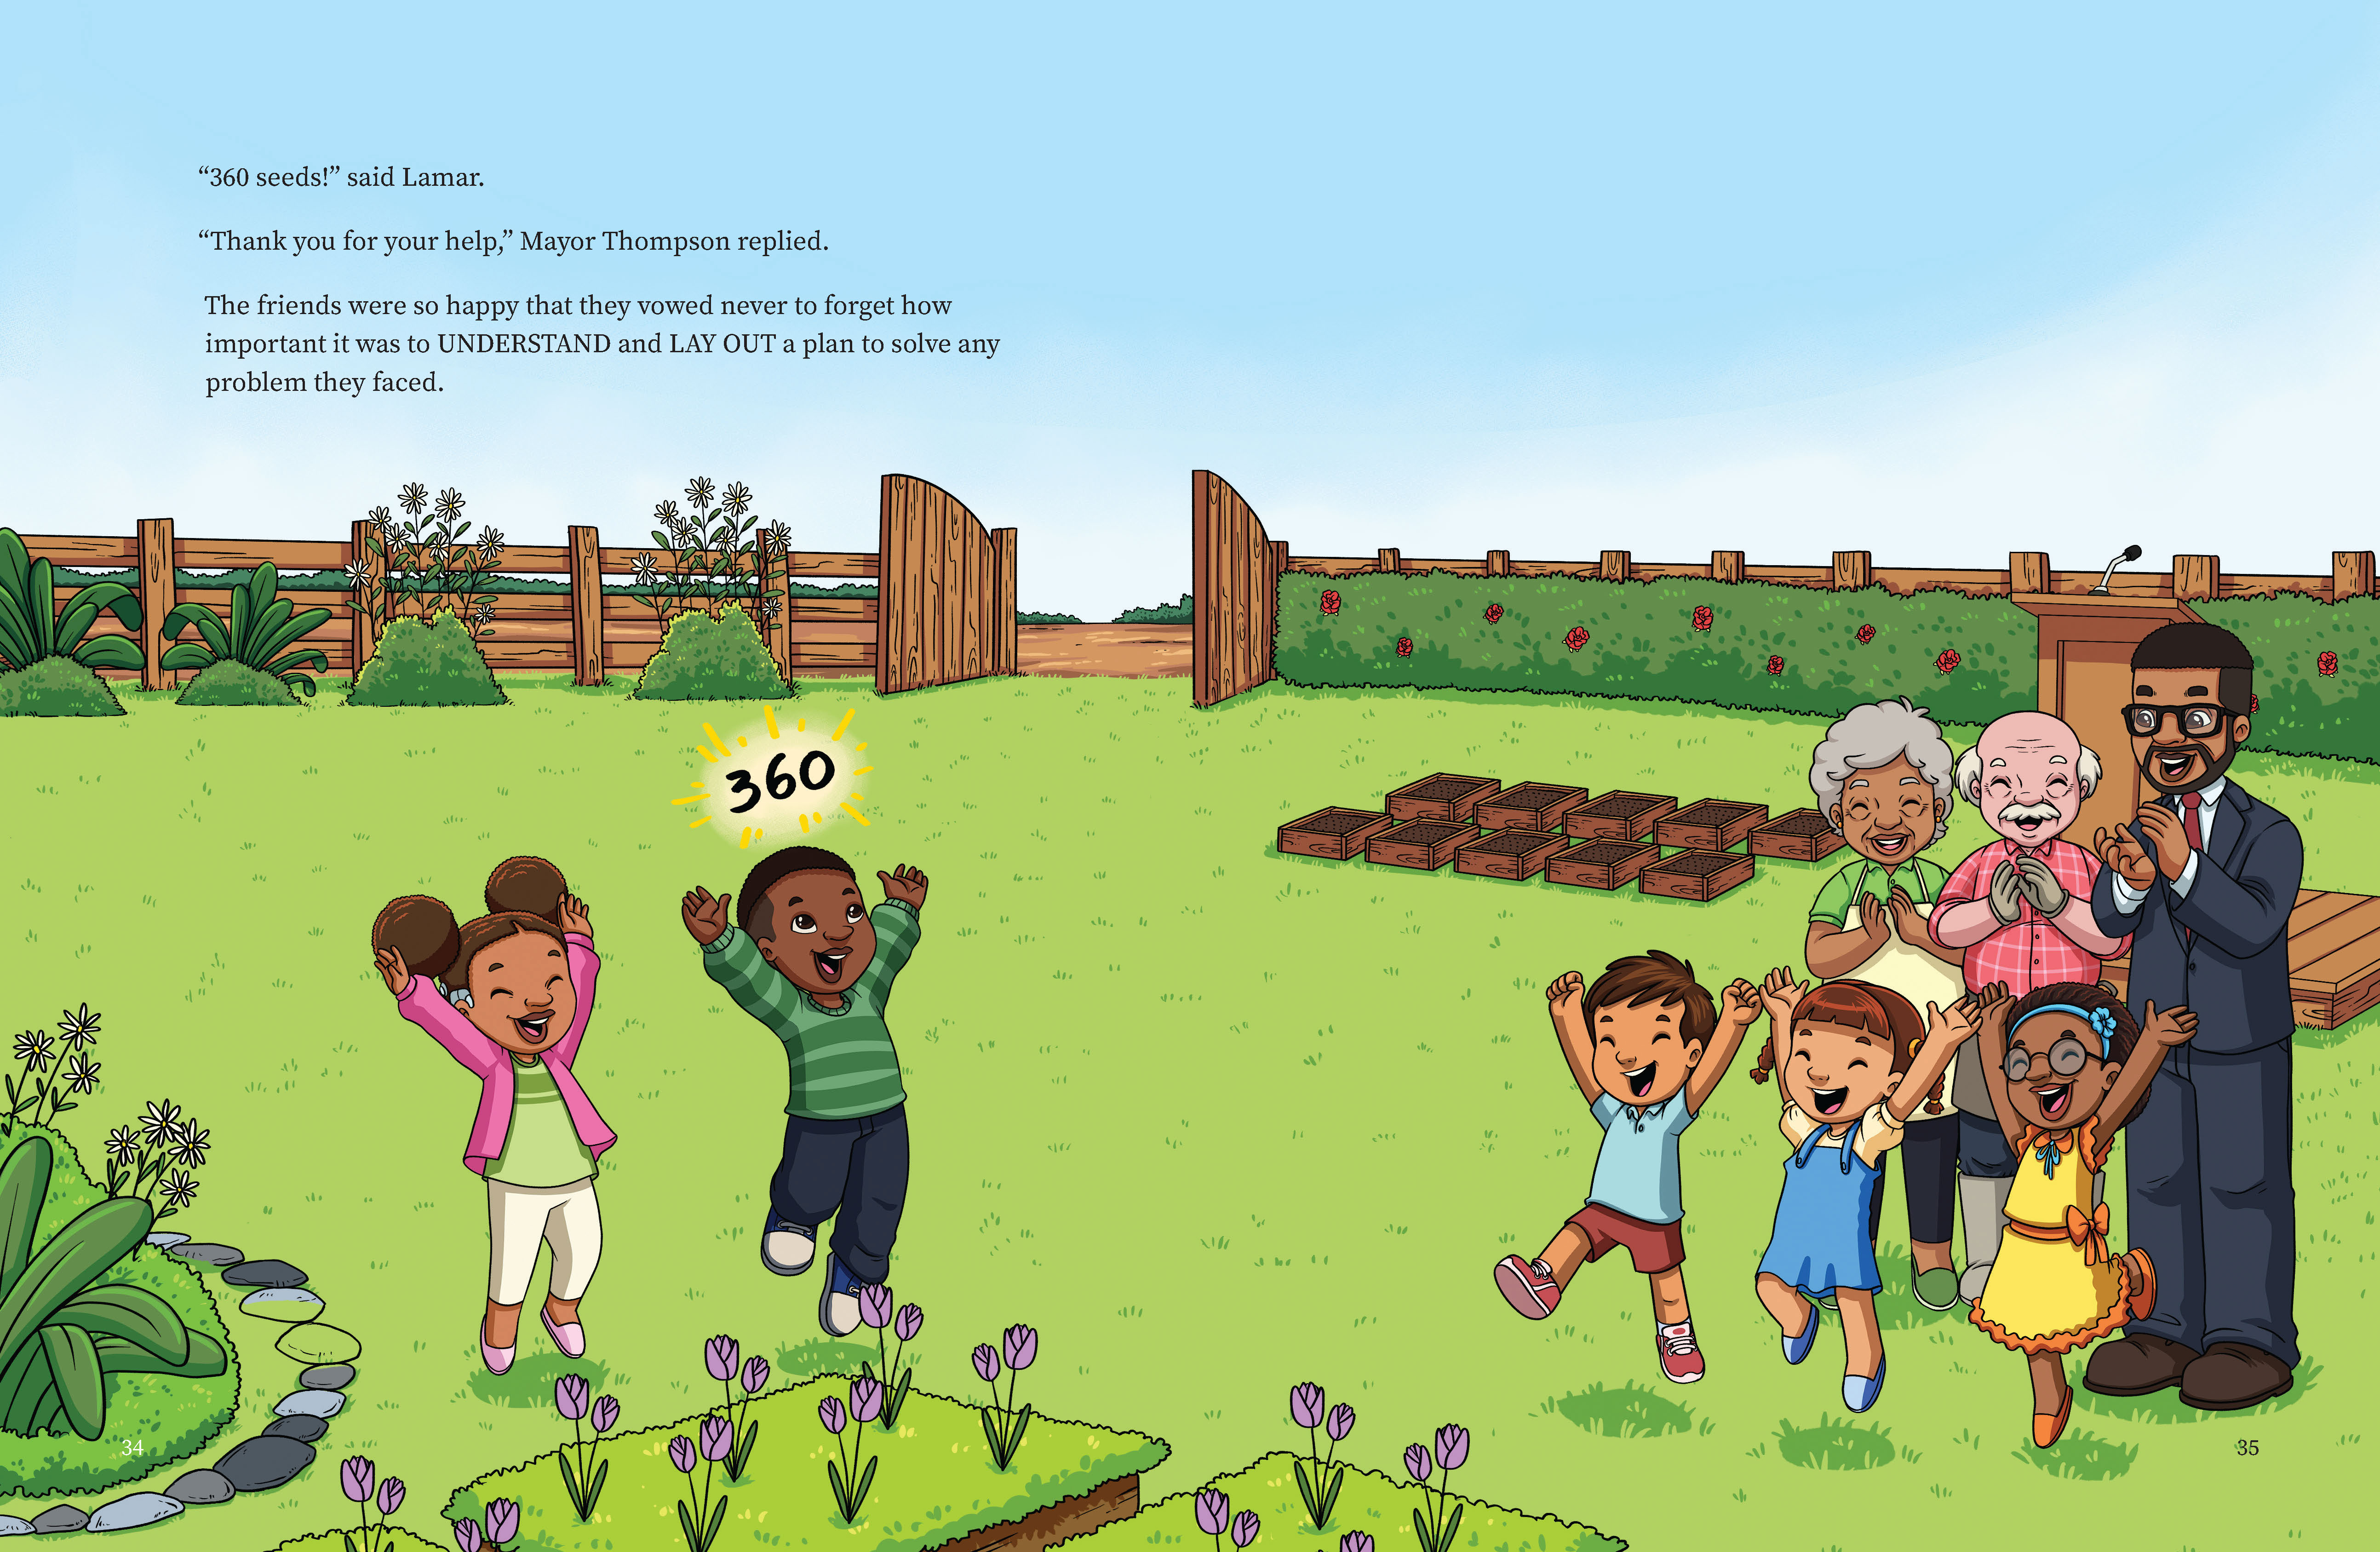 “360 seeds!” said Lamar.
“Thank you for your help,” Mayor Thompson replied.
The friends were so happy that they vowed never to forget how
important it was to UNDERSTAND and LAY OUT a plan to solve any
problem they faced.
360
34
35